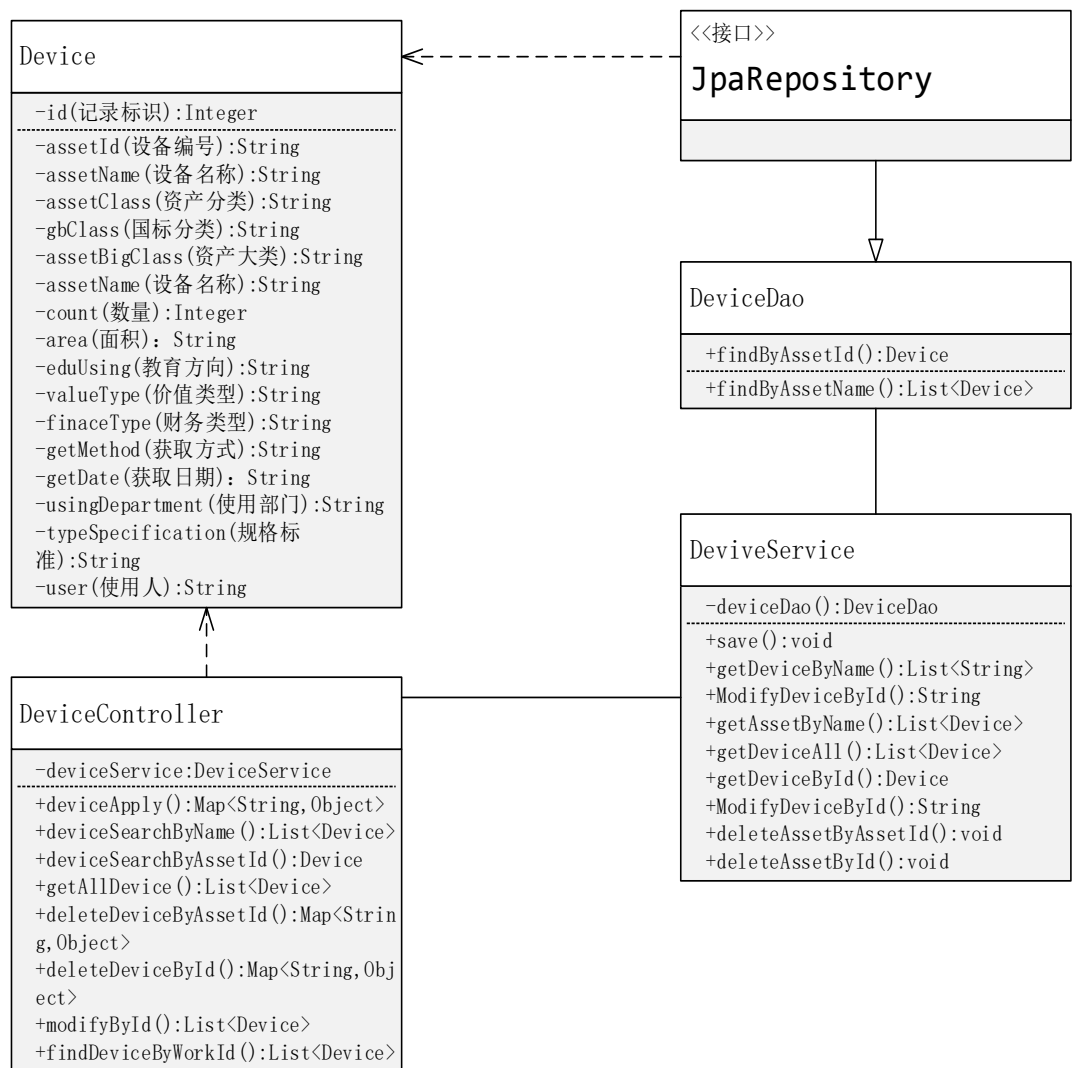 Device
-id(记录标识):Integer
-assetId(设备编号):String
-assetName(设备名称):String
-assetClass(资产分类):String
-gbClass(国标分类):String
-assetBigClass(资产大类):String
-assetName(设备名称):String
-count(数量):Integer
-area(面积): String
-eduUsing(教育方向):String
-valueType(价值类型):String
-finaceType(财务类型):String
-getMethod(获取方式):String
-getDate(获取日期): String
-usingDepartment(使用部门):String
-typeSpecification(规格标
准):String
-user(使用人):String
<<接口>>
JpaRepository
DeviceDao
+findByAssetId():Device
+findByAssetName():List<Device>
DeviveService
-deviceDao():DeviceDao
+save():void
+getDeviceByName():List<String>
+ModifyDeviceById():String
+getAssetByName():List<Device>
+getDeviceAll():List<Device>
+getDeviceById():Device
+ModifyDeviceById():String
+deleteAssetByAssetId():void
+deleteAssetById():void
DeviceController
-deviceService:DeviceService
+deviceApply():Map<String,Object>
+deviceSearchByName():List<Device>
+deviceSearchByAssetId():Device
+getAllDevice():List<Device>
+deleteDeviceByAssetId():Map<Strin
g,Object>
+deleteDeviceById():Map<String,Obj
ect>
+modifyById():List<Device>
+findDeviceByWorkId():List<Device>